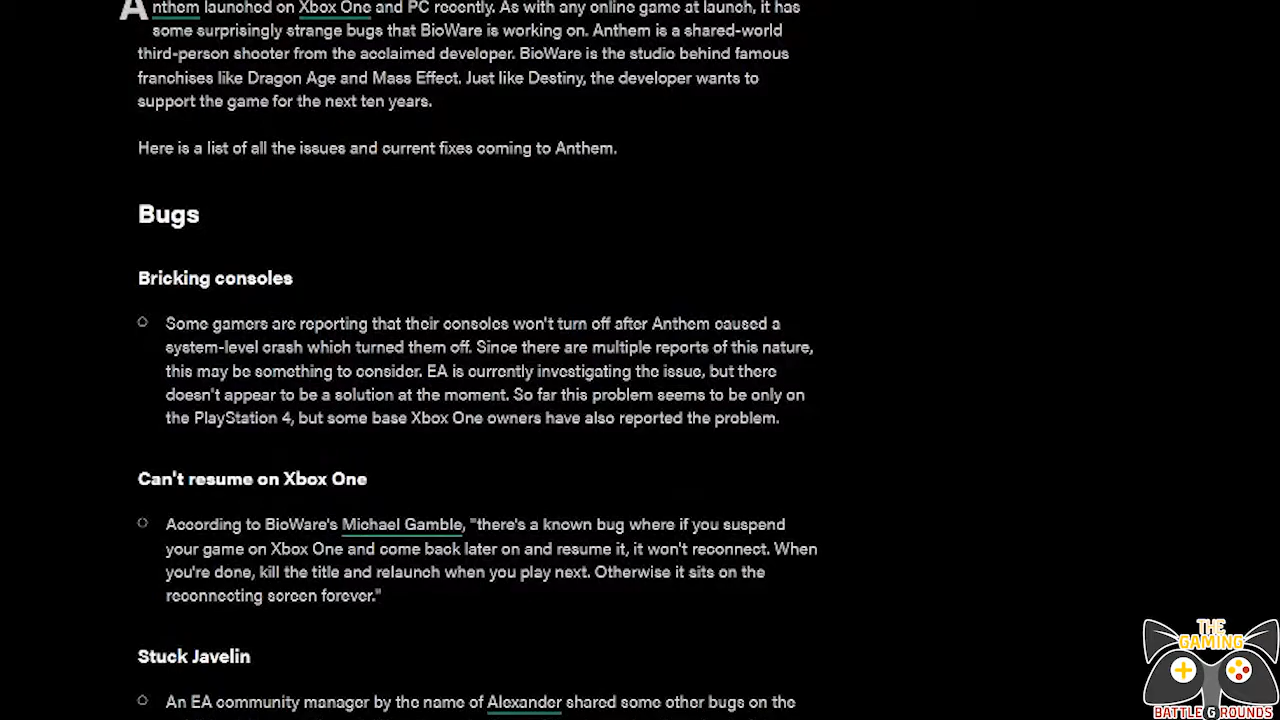 Anthem launched on Xbox One and PC recently. As with any online game at launch, it has
some surprisingly strange bugs that BioWare is working on. Anthem is a shared-world
third-person shooter from the acclaimed developer. BioWare is the studio behind famous
franchises like Dragon Age and Mass Effect. Just like Destiny, the developer wants to
support the game for the next ten years.
Here is a list of all the issues and current fixes coming to Anthem.
Bugs
Bricking consoles
Some gamers are reporting that their consoles won't turn off after Anthem caused a
system-level crash which turned them off. Since there are multiple reports of this nature,
this may be something to consider. EA is currently investigating the issue, but there
doesn't appear to be a solution at the moment. So far this problem seems to be only on
the PlayStation 4, but some base Xbox One owners have also reported the problem.
Can't resume on Xbox One
According to BioWare's Michael Gamble, "there's a known bug where if you suspend
your game on Xbox One and come back later on and resume it, it won't reconnect. When
you're done, kill the title and relaunch when you play next. Otherwise it sits on the
reconnecting screen forever."
Stuck Javelin
An EA community manager by the name of Alexander shared some other bugs on the
THE
GAMING
BATTLE G ROUNDS